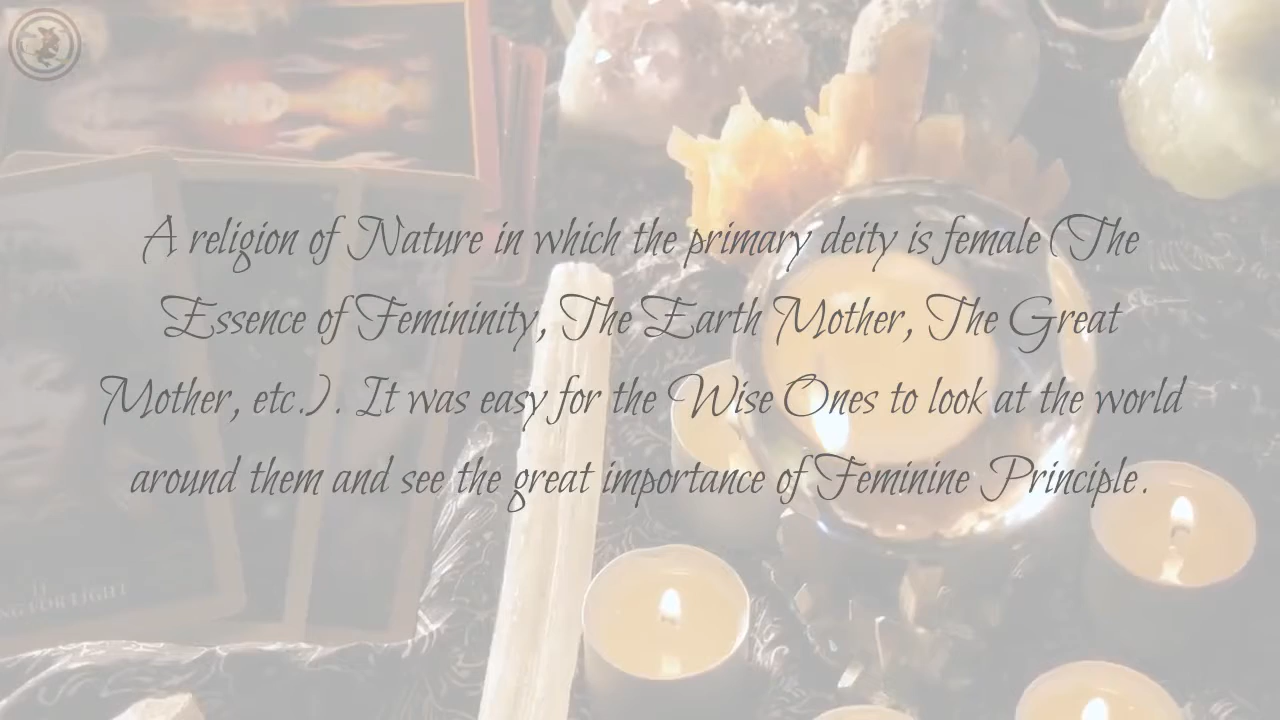 A religion of Nature in which the primary deity is female (The
Essence of Femininity, The Earth Mother, The Great
Mother, etc.). It was easy for the Wise Ones to look at the world
around them and see the great importance of Feminine Principle.